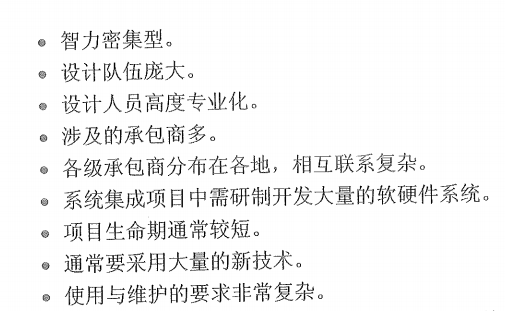 • 智力密集型。
• 设计队伍庞大。
• 设计人员高度专业化。
• 涉及的承包商多。
• 各级承包商分布在各地，相互联系复杂。
• 系统集成项目中需研制开发大量的软硬件系统。
• 项目生命期通常较短。
• 通常要采用大量的新技术。
• 使用与维护的要求非常复杂。